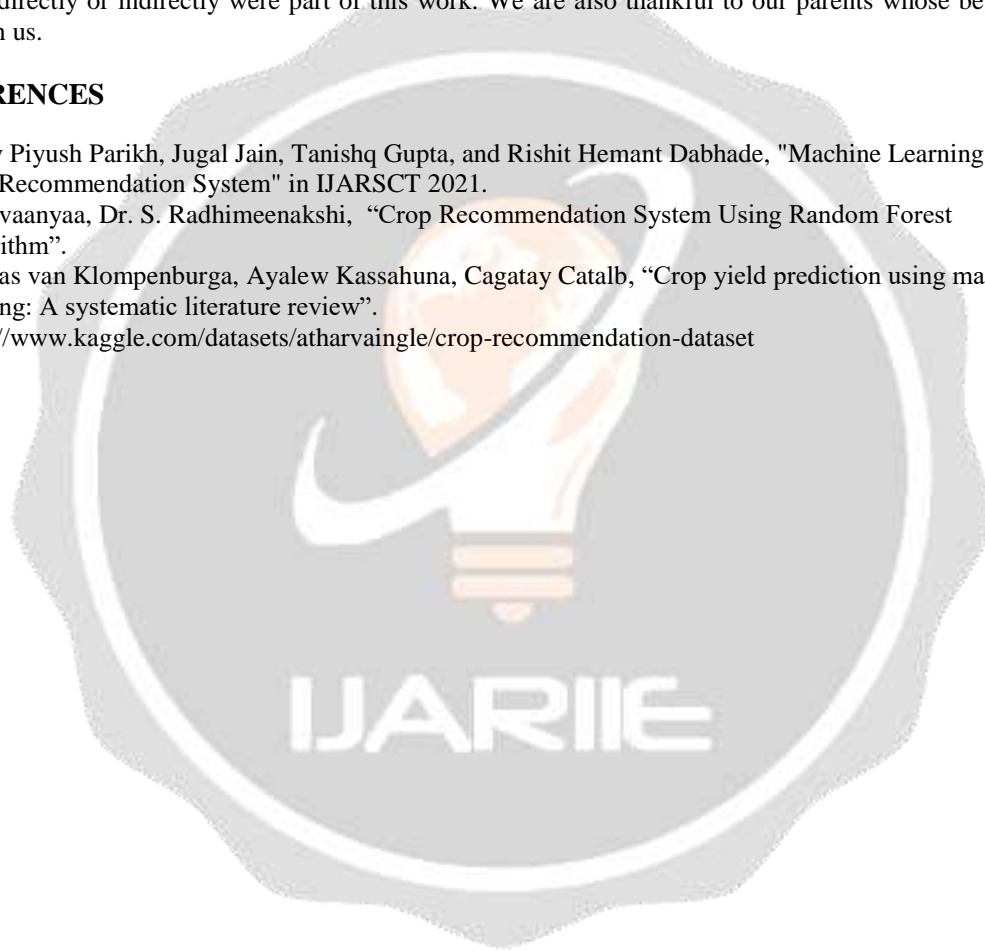 directly or indirectly were part of this work. We are also thankful to our parents whose be
n us.
RENCES
Piyush Parikh, Jugal Jain, Tanishq Gupta, and Rishit Hemant Dabhade, "Machine Learning
Recommendation System" in IJARSCT 2021.
vaanyaa, Dr. S. Radhimeenakshi, “Crop Recommendation System Using Random Forest
ithm”.
as van Klompenburga, Ayalew Kassahuna, Cagatay Catalb, “Crop yield prediction using ma
ng: A systematic literature review”.
//www.kaggle.com/datasets/atharvaingle/crop-recommendation-dataset
IJARIIE